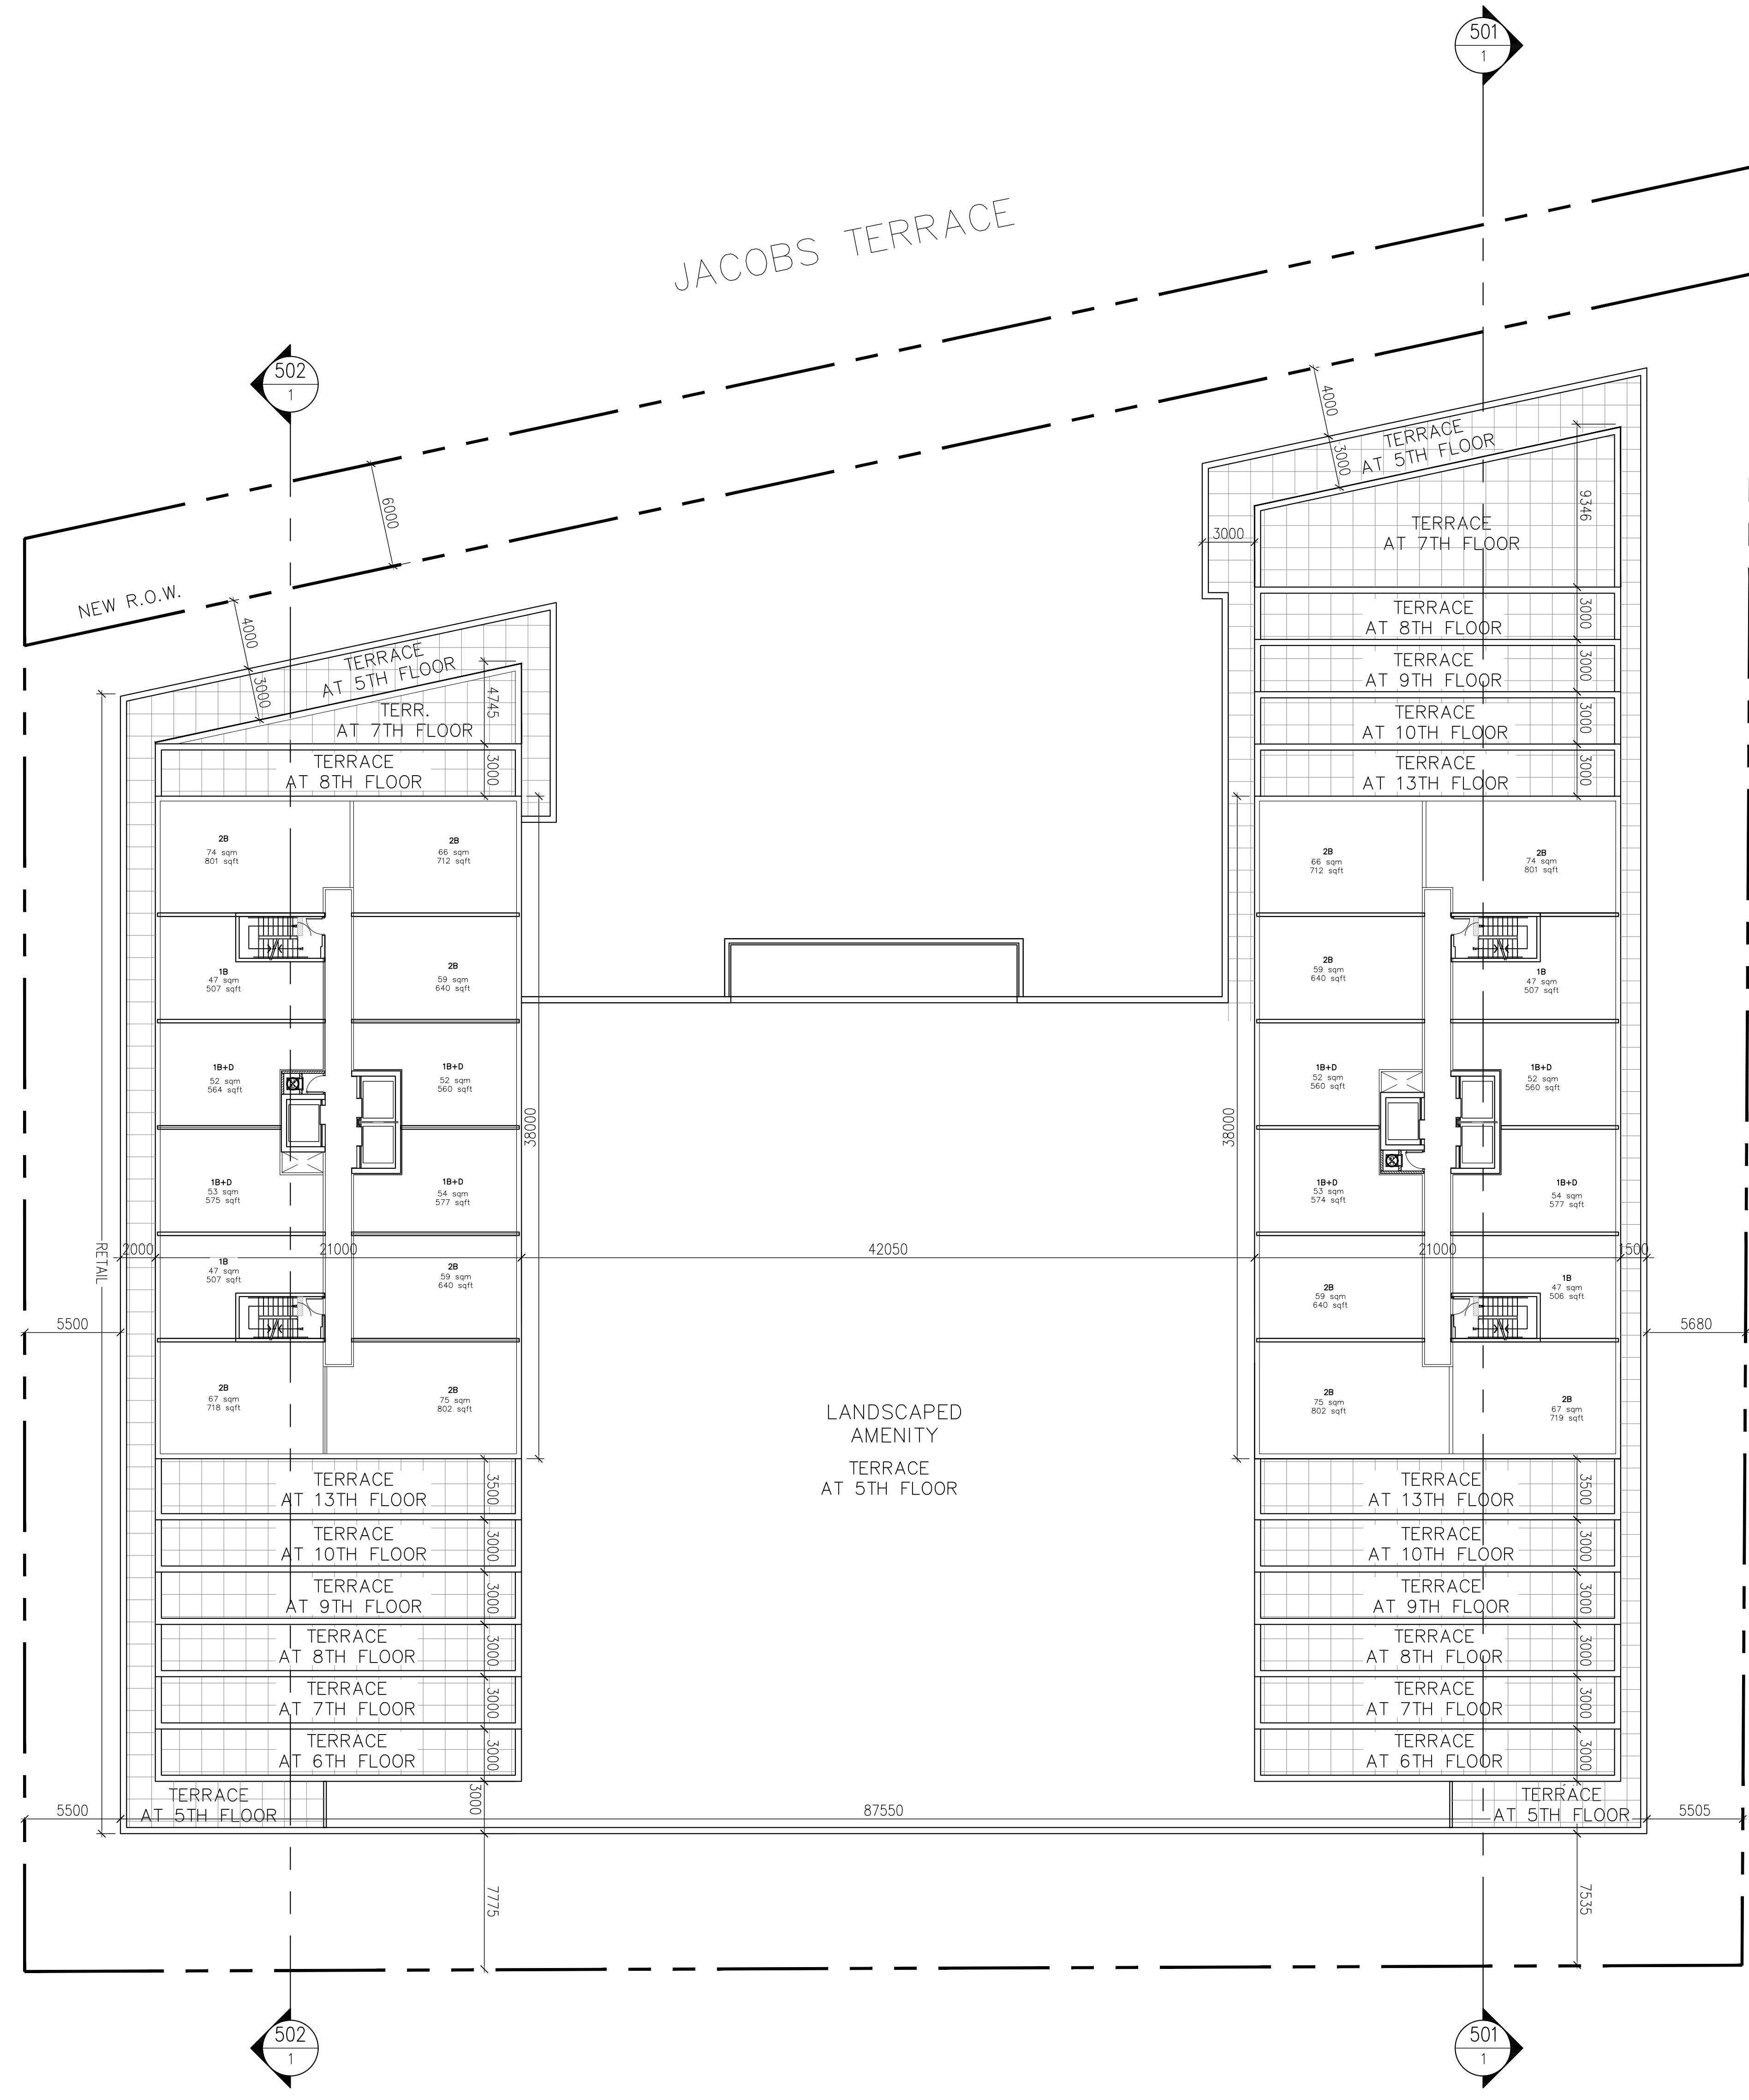 501
1
JACOBS TERRACE
502
1
NEW R.O.W.
6000
4000
3000
TERRACE
AT 5TH FLOOR
9346
3000
TERRACE
AT 7TH FLOOR
TERRACE
AT 8TH FLOOR
3000
TERRACE
AT 9TH FLOOR
3000
TERRACE
AT 10TH FLOOR
3000
TERRACE
AT 13TH FLOOR
3000
4000
3000
TERRACE
AT 5TH FLOOR
4745
TERR.
AT 7TH FLOOR
TERRACE
AT 8TH FLOOR
3000
2B
74 sqm
801 sqft
2B
66 sqm
712 sqft
1B
47 sqm
507 sqft
2B
59 sqm
640 sqft
1B+D
52 sqm
564 sqft
1B+D
52 sqm
560 sqft
1B+D
53 sqm
575 sqft
1B+D
54 sqm
577 sqft
1B
47 sqm
507 sqft
2B
59 sqm
640 sqft
2B
67 sqm
718 sqft
2B
75 sqm
802 sqft
38000
38000
2B
66 sqm
712 sqft
2B
74 sqm
801 sqft
2B
59 sqm
640 sqft
1B
47 sqm
507 sqft
1B+D
52 sqm
560 sqft
1B+D
52 sqm
560 sqft
1B+D
53 sqm
574 sqft
1B+D
54 sqm
577 sqft
2B
59 sqm
640 sqft
1B
47 sqm
506 sqft
2B
75 sqm
802 sqft
2B
67 sqm
719 sqft
RETAIL
2000
21000
42050
21000
1500
5500
5680
LANDSCAPED
AMENITY
TERRACE
AT 5TH FLOOR
TERRACE
AT 13TH FLOOR
3500
TERRACE
AT 10TH FLOOR
3000
TERRACE
AT 9TH FLOOR
3000
TERRACE
AT 8TH FLOOR
3000
TERRACE
AT 7TH FLOOR
3000
TERRACE
AT 6TH FLOOR
3000
TERRACE
AT 5TH FLOOR
3000
TERRACE
AT 13TH FLOOR
3500
TERRACE
AT 10TH FLOOR
3000
TERRACE
AT 9TH FLOOR
3000
TERRACE
AT 8TH FLOOR
3000
TERRACE
AT 7TH FLOOR
3000
TERRACE
AT 6TH FLOOR
3000
TERRACE
AT 5TH FLOOR
5500
87550
5505
7775
7535
502
1
501
1